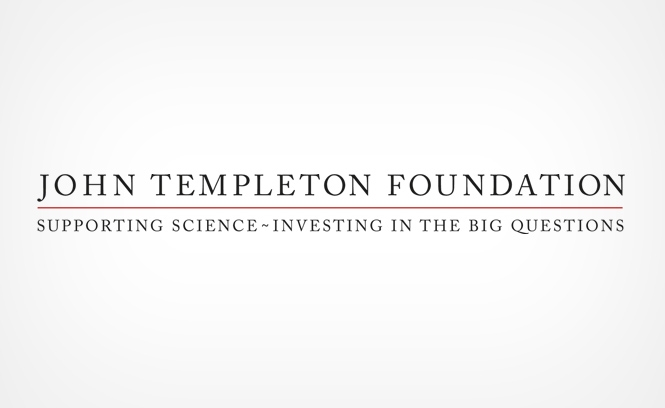 JOHN TEMPLETON FOUNDATION
SUPPORTING SCIENCE~INVESTING IN THE BIG QUESTIONS